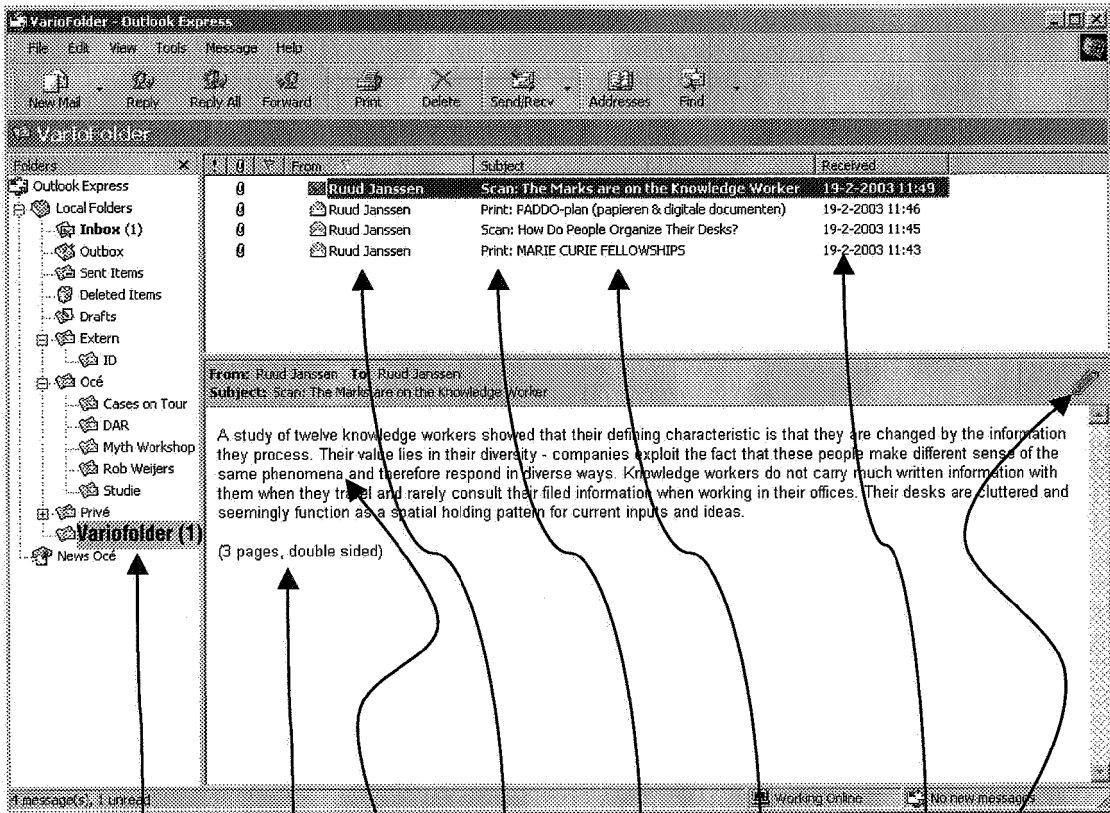 VarioFolder - Outlook Express
File Edit View Tools Message Help
New Mail Reply Reply All Forward Print Delete Send/Recv Addresses Find
VarioFolder
Folders
! From Subject Received
Outlook Express
Local Folders
Inbox (1)
Outbox
Sent Items
Deleted Items
Drafts
Extern
ID
Océ
Cases on Tour
DAR
Myth Workshop
Rob Weijers
Studie
Privé
Variofolder (1)
News Océ
Ruud Janssen Scan: The Marks are on the Knowledge Worker 19-2-2003 11:49
Ruud Janssen Print: PADDO-plan (papieren & digitale documenten) 19-2-2003 11:46
Ruud Janssen Scan: How Do People Organize Their Desks? 19-2-2003 11:45
Ruud Janssen Print: MARIE CURIE FELLOWSHIPS 19-2-2003 11:43
From: Ruud Janssen To: Ruud Janssen
Subject: Scan: The Marks are on the Knowledge Worker
A study of twelve knowledge workers showed that their defining characteristic is that they are changed by the information
they process. Their value lies in their diversity - companies exploit the fact that these people make different sense of the
same phenomena and therefore respond in diverse ways. Knowledge workers do not carry much written information with
them when they travel and rarely consult their filed information when working in their offices. Their desks are cluttered and
seemingly function as a spatial holding pattern for current inputs and ideas.
(3 pages, double sided)
4 message(s), 1 unread Working Online No new messages